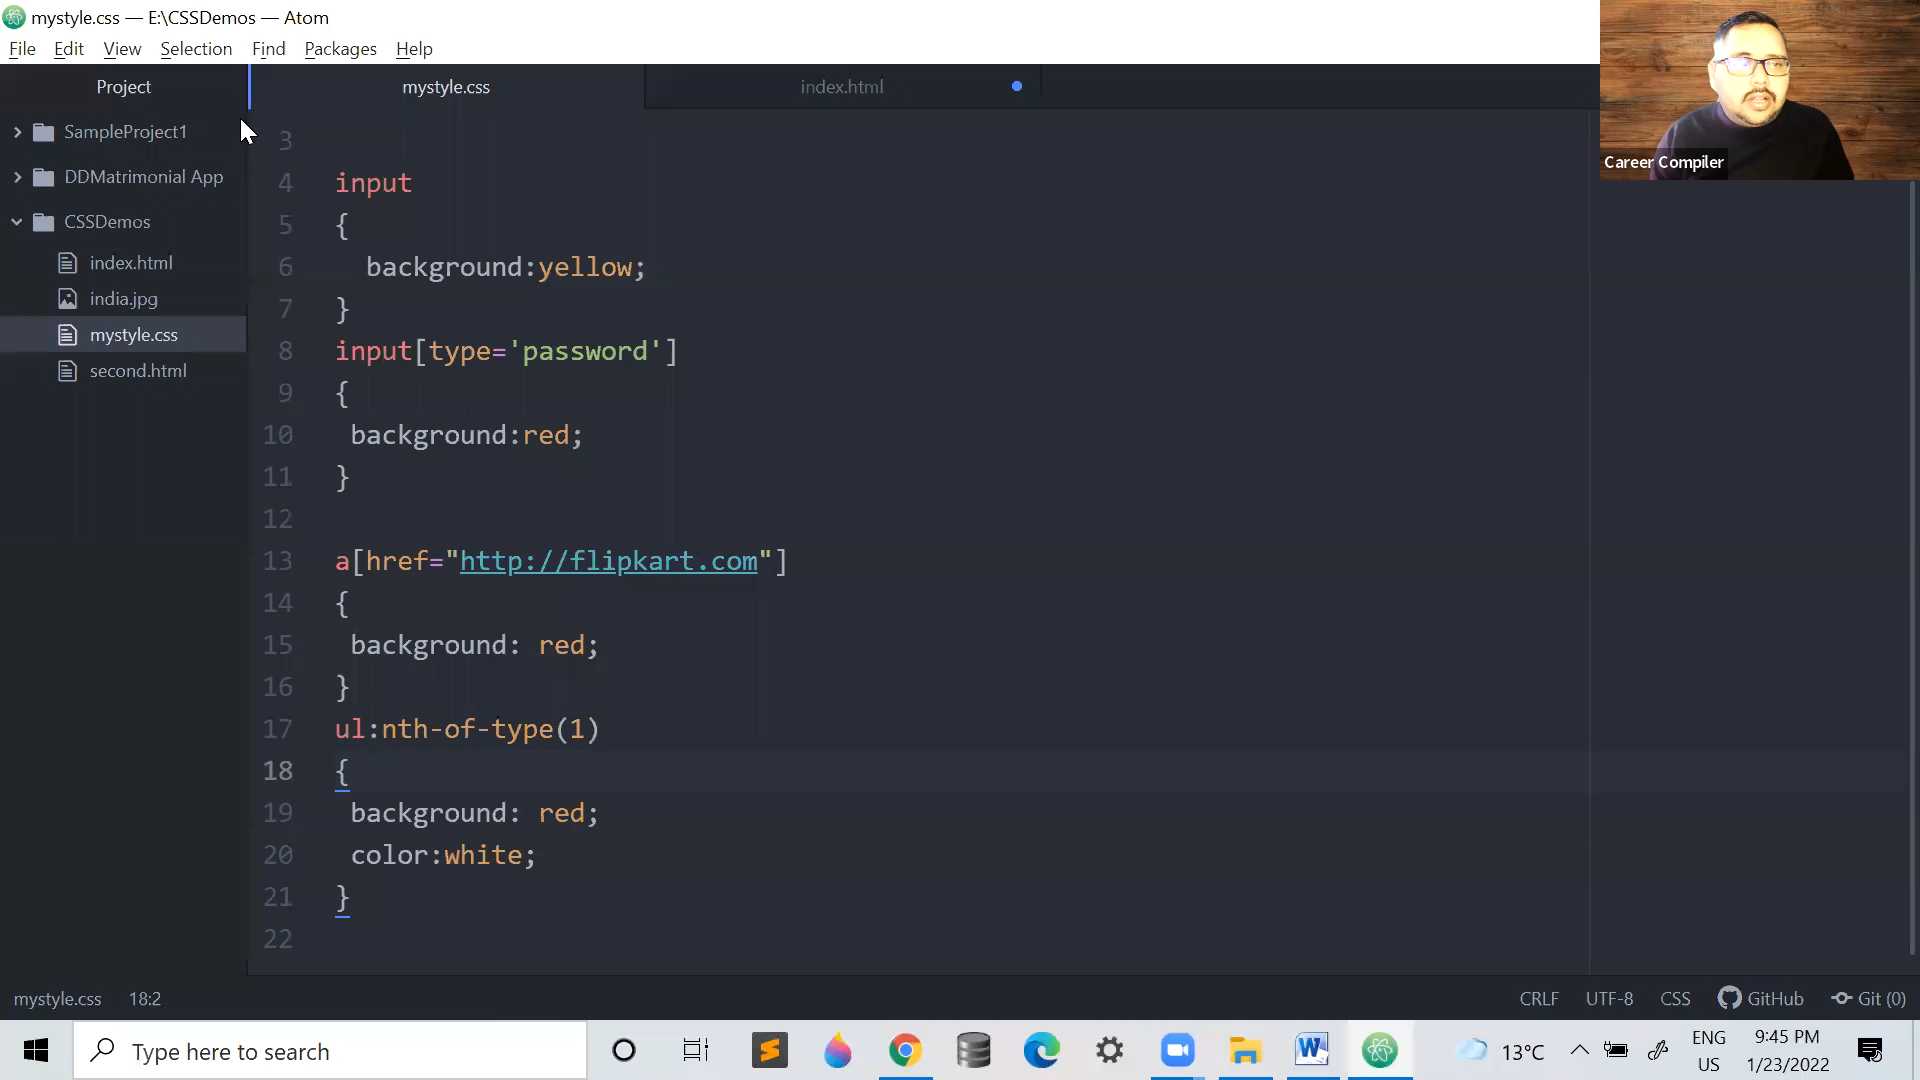 mystyle.css — E:\CSSDemos — Atom
File Edit View Selection Find Packages Help
Project
mystyle.css
index.html
SampleProject1
DDMatrimonial App
CSSDemos
index.html
india.jpg
mystyle.css
second.html
3
4 input
5 {
6 background:yellow;
7 }
8 input[type='password']
9 {
10 background:red;
11 }
12
13 a[href="http://flipkart.com"]
14 {
15 background: red;
16 }
17 ul:nth-of-type(1)
18 {
19 background: red;
20 color:white;
21 }
22
Career Compiler
mystyle.css 18:2
CRLF UTF-8 CSS GitHub Git (0)
Type here to search
13°C
ENG
US
9:45 PM
1/23/2022